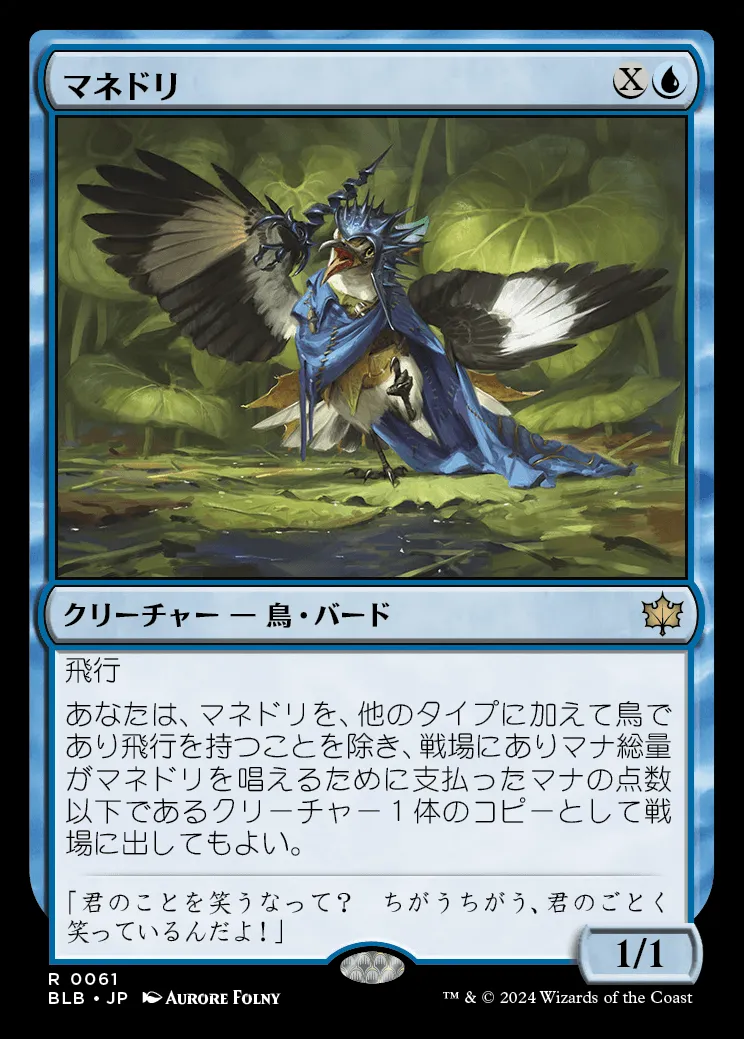 マネドリ
X
クリーチャー — 鳥・バード
飛行
あなたは、マネドリを、他のタイプに加えて鳥で
あり飛行を持つことを除き、戦場にありマナ総量
がマネドリを唱えるために支払ったマナの点数
以下であるクリーチャー1体のコピーとして戦
場に出してもよい。
「君のことを笑うなって?　ちがうちがう、君のごとく
笑っているんだよ!」
1/1
R 0061
BLB • JP AURORE FOLNY
™ & © 2024 Wizards of the Coast